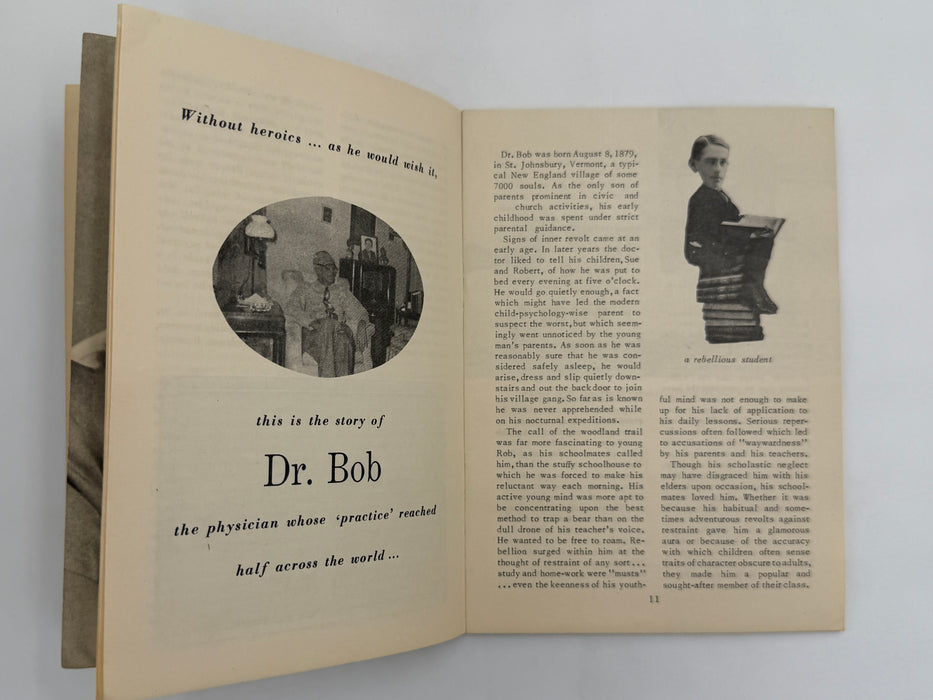 Without heroics ... as he would wish it,
this is the story of
Dr. Bob
the physician whose 'practice' reached
half across the world ...
Dr. Bob was born August 8, 1879,
in St. Johnsbury, Vermont, a typi-
cal New England village of some
7000 souls. As the only son of
parents prominent in civic and
church activities, his early
childhood was spent under strict
parental guidance.
Signs of inner revolt came at an
early age. In later years the doc-
tor liked to tell his children, Sue
and Robert, of how he was put to
bed every evening at five o'clock.
He would go quietly enough, a fact
which might have led the modern
child-psychology-wise parent to
suspect the worst, but which seem-
ingly went unnoticed by the young
man's parents. As soon as he was
reasonably sure that he was con-
sidered safely asleep, he would
arise, dress and slip quietly down-
stairs and out the back door to join
his village gang. So far as is known
he was never apprehended while
on his nocturnal expeditions.
The call of the woodland trail
was far more fascinating to young
Rob, as his schoolmates called
him, than the stuffy schoolhouse to
which he was forced to make his
reluctant way each morning. His
active young mind was more apt to
be concentrating upon the best
method to trap a bear than on the
dull drone of his teacher's voice.
He wanted to be free to roam. Re-
bellion surged within him at the
thought of restraint of any sort...
study and home-work were "musts"
...even the keenness of his youth-
a rebellious student
ful mind was not enough to make
up for his lack of application to
his daily lessons. Serious reper-
cussions often followed which led
to accusations of "waywardness"
by his parents and his teachers.
Though his scholastic neglect
may have disgraced him with his
elders upon occasion, his school-
mates loved him. Whether it was
because his habitual and some-
times adventurous revolts against
restraint gave him a glamorous
aura or because of the accuracy
with which children often sense
traits of character obscure to adults,
they made him a popular and
sought-after member of their class.
11